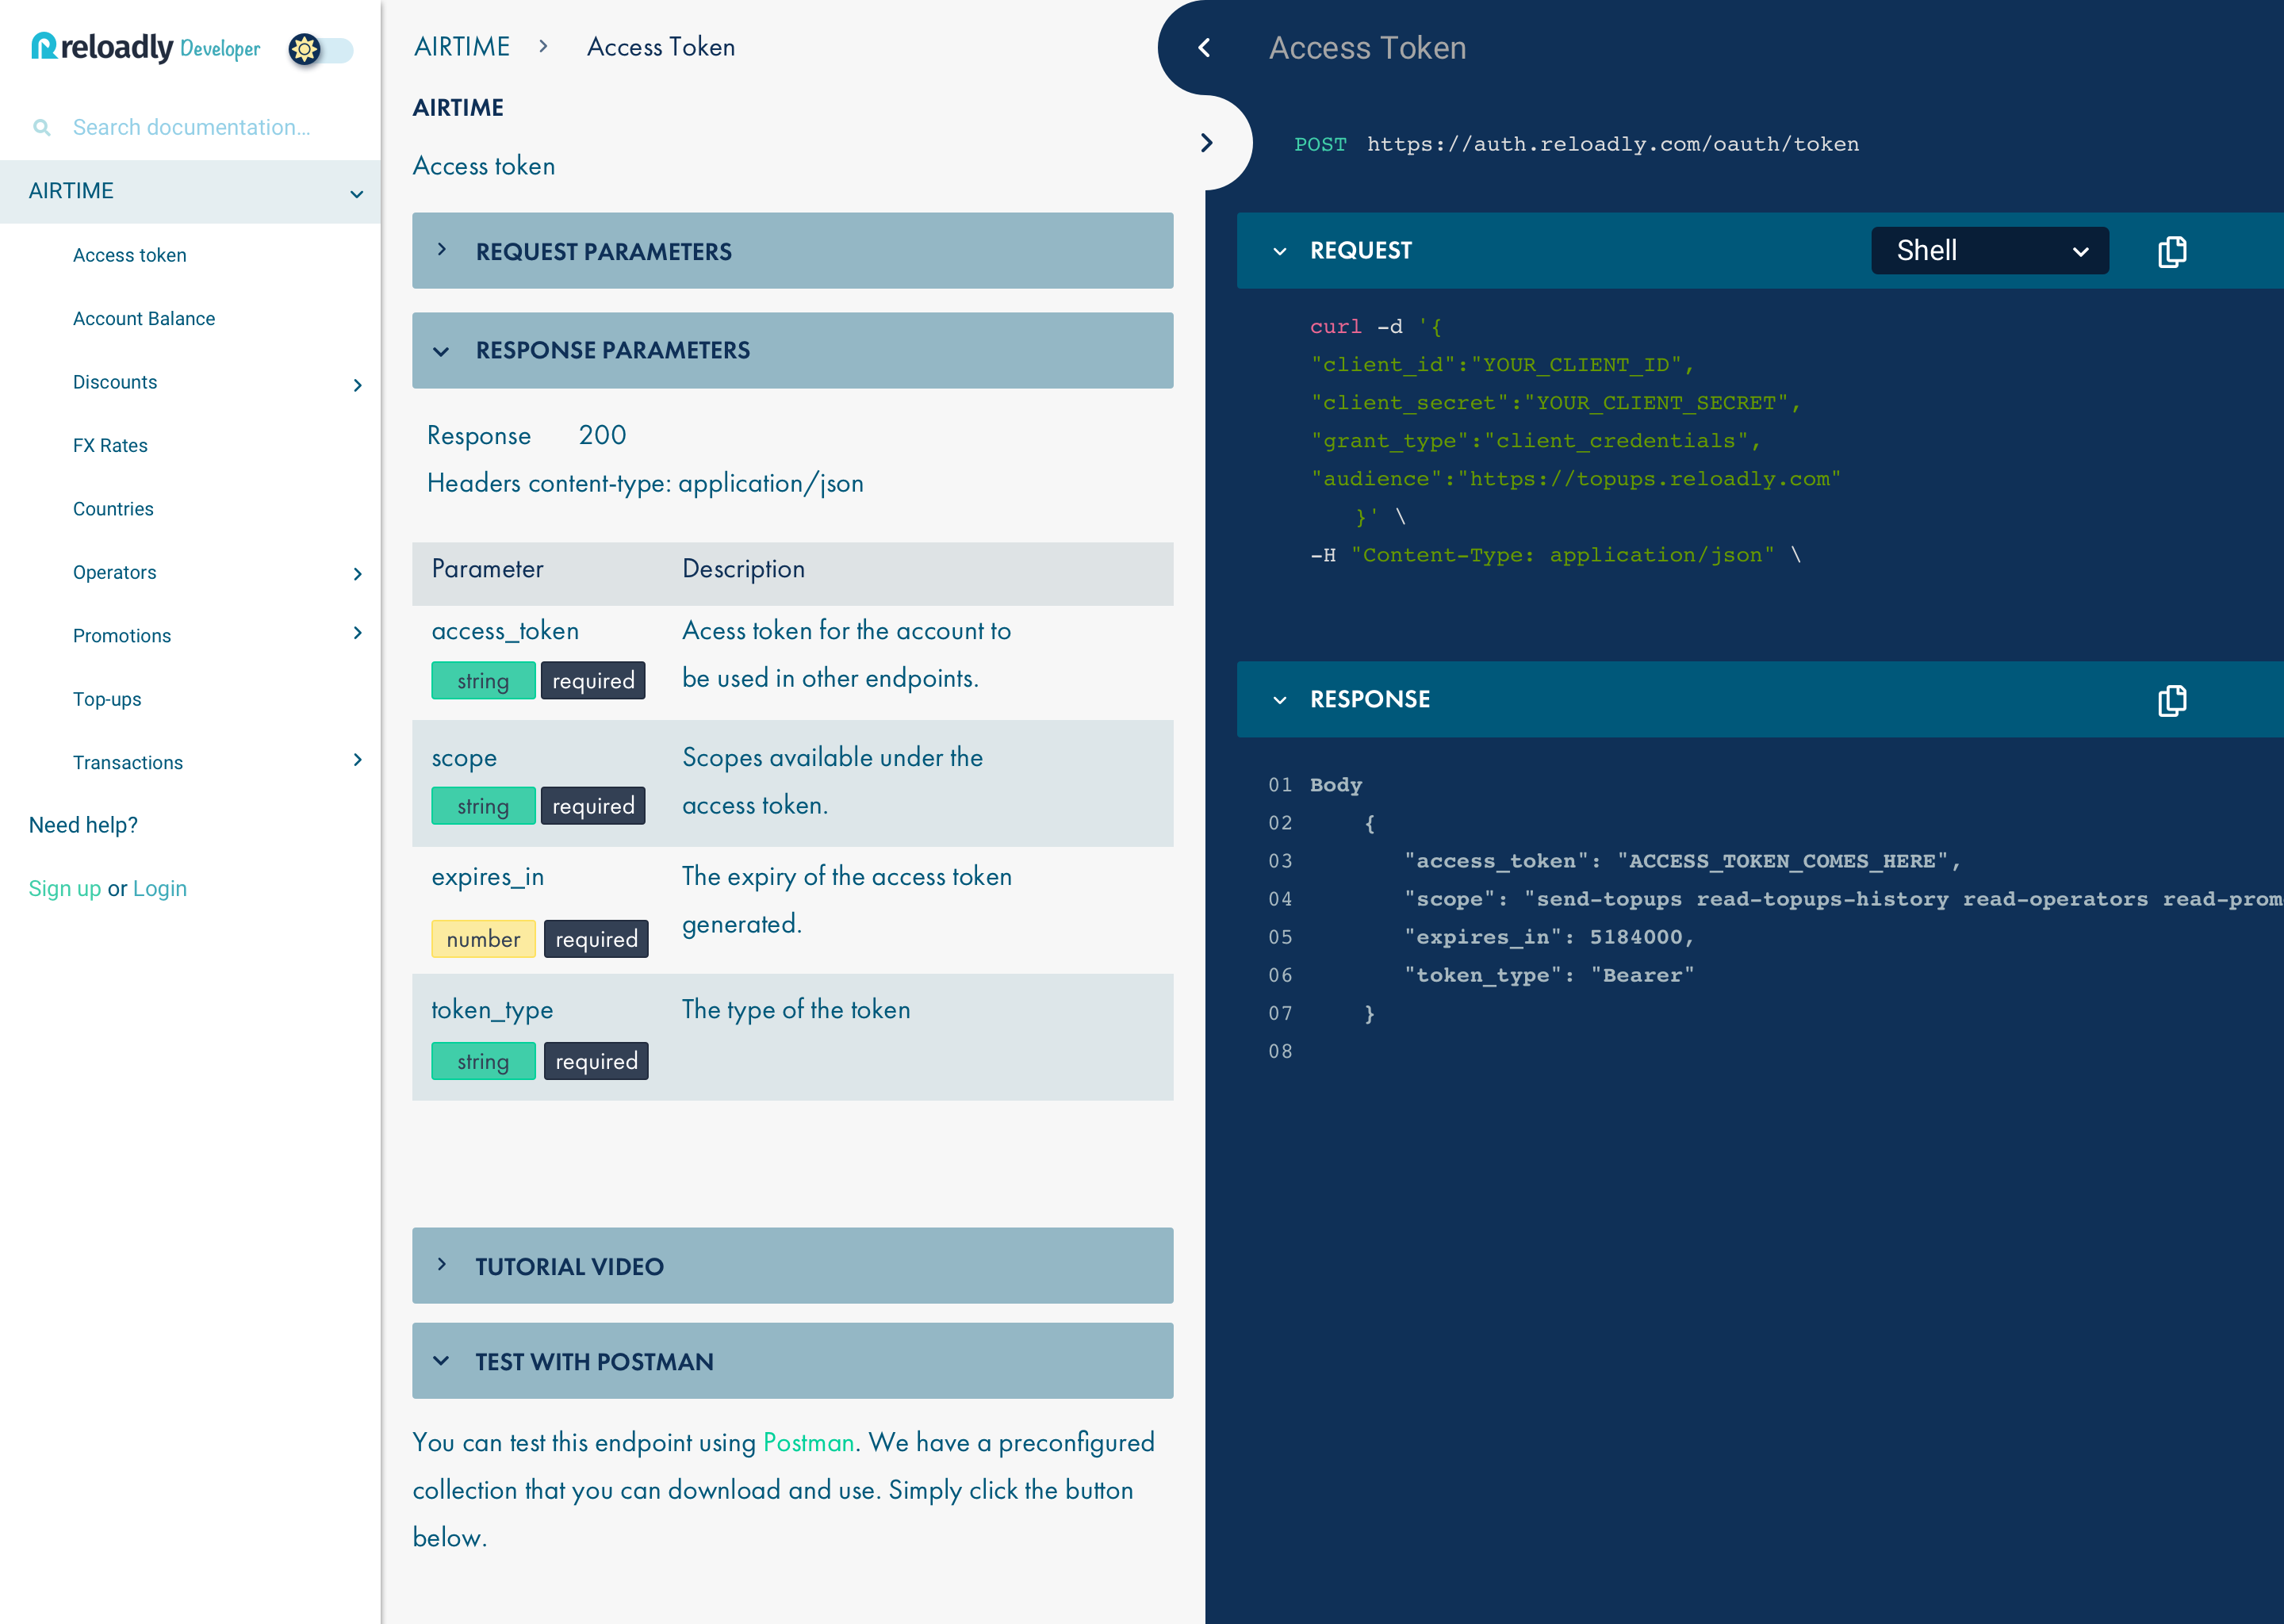 reloadly Developer
Search documentation...
AIRTIME
Access token
Account Balance
Discounts
FX Rates
Countries
Operators
Promotions
Top-ups
Transactions
Need help?
Sign up or Login
AIRTIME > Access Token
AIRTIME
Access token
REQUEST PARAMETERS
RESPONSE PARAMETERS
Response 200
Headers content-type: application/json
Parameter Description
access_token Acess token for the account to
string required be used in other endpoints.
scope Scopes available under the
string required access token.
expires_in The expiry of the access token
number required generated.
token_type The type of the token
string required
TUTORIAL VIDEO
TEST WITH POSTMAN
You can test this endpoint using Postman. We have a preconfigured
collection that you can download and use. Simply click the button
below.
Access Token
POST https://auth.reloadly.com/oauth/token
REQUEST Shell
curl -d '{
"client_id":"YOUR_CLIENT_ID",
"client_secret":"YOUR_CLIENT_SECRET",
"grant_type":"client_credentials",
"audience":"https://topups.reloadly.com"
}' \
-H "Content-Type: application/json" \
RESPONSE
01 Body
02 {
03 "access_token": "ACCESS_TOKEN_COMES_HERE",
04 "scope": "send-topups read-topups-history read-operators read-prom
05 "expires_in": 5184000,
06 "token_type": "Bearer"
07 }
08